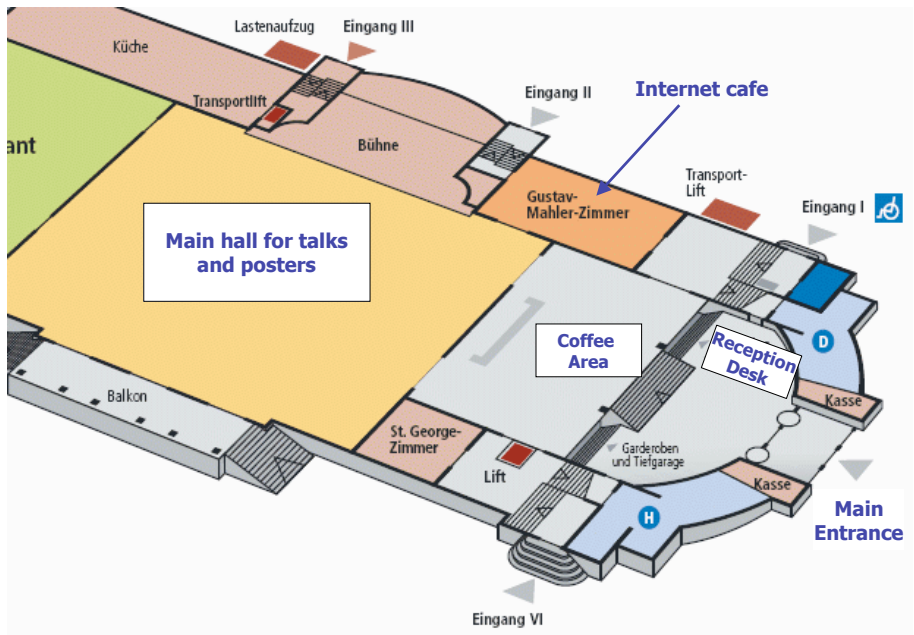 Lastenaufzug
Eingang III
Küche
Transportlift
Eingang II
Internet cafe
ant
Bühne
Transport-
Lift
Gustav-
Mahler-Zimmer
Eingang I
Main hall for talks
and posters
Coffee
Area
Reception
Desk
D
Balkon
Kasse
St. George-
Zimmer
Garderoben
und Tiefgarage
Lift
Kasse
H
Main
Entrance
Eingang VI